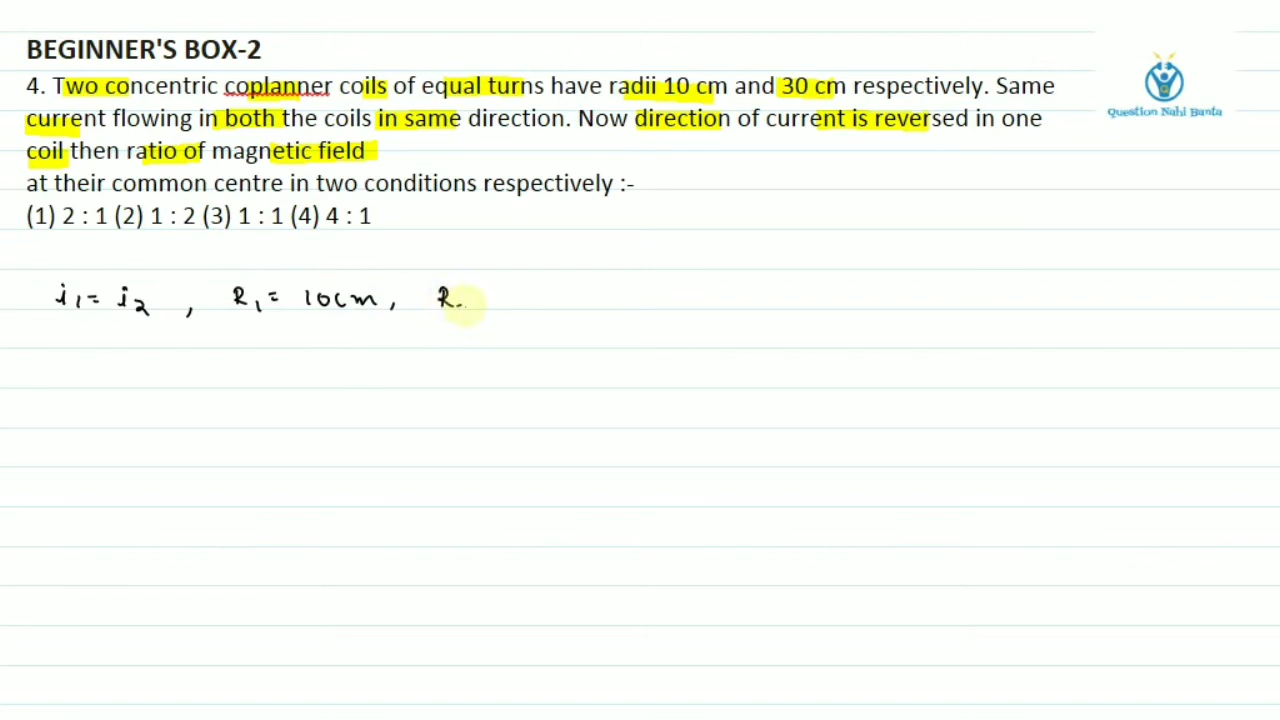 BEGINNER'S BOX-2
4. Two concentric coplanner coils of equal turns have radii 10 cm and 30 cm respectively. Same
current flowing in both the coils in same direction. Now direction of current is reversed in one
coil then ratio of magnetic field
at their common centre in two conditions respectively :-
(1) 2 : 1 (2) 1 : 2 (3) 1 : 1 (4) 4 : 1
Question Nahi Banta
i₁ = i₂ , R₁ = 10cm, R